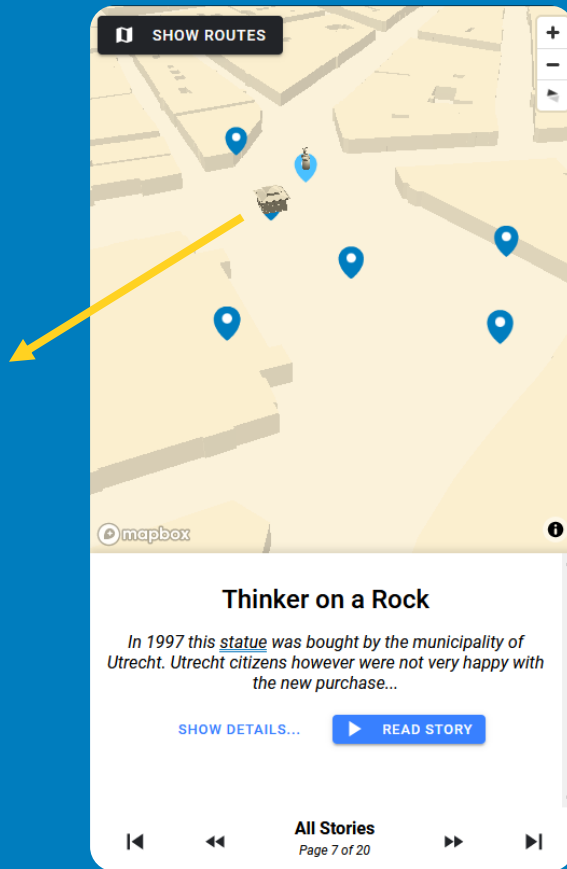 SHOW ROUTES
mapbox
Thinker on a Rock
In 1997 this statue was bought by the municipality of
Utrecht. Utrecht citizens however were not very happy with
the new purchase...
SHOW DETAILS...
READ STORY
All Stories
Page 7 of 20